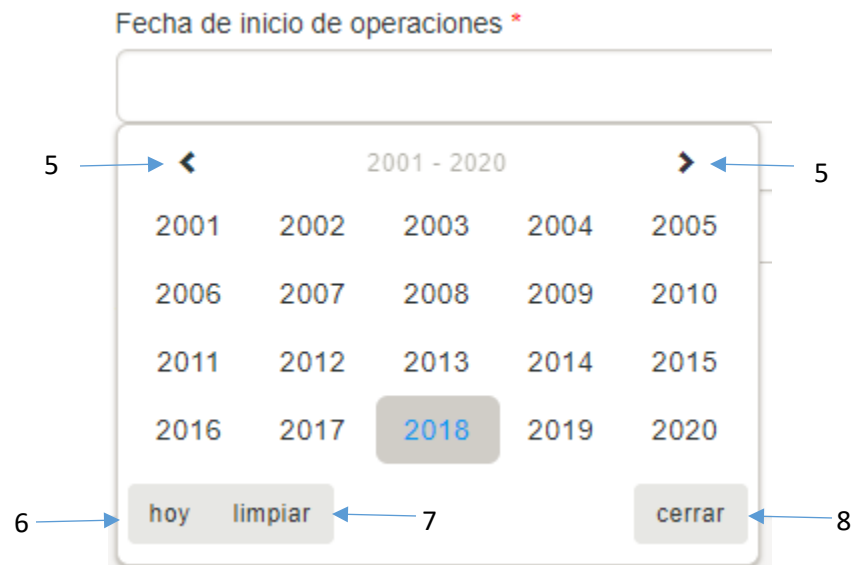 Fecha de inicio de operaciones *
5 2001 - 2020 5
2001 2002 2003 2004 2005
2006 2007 2008 2009 2010
2011 2012 2013 2014 2015
2016 2017 2018 2019 2020
6 hoy limpiar 7 cerrar 8